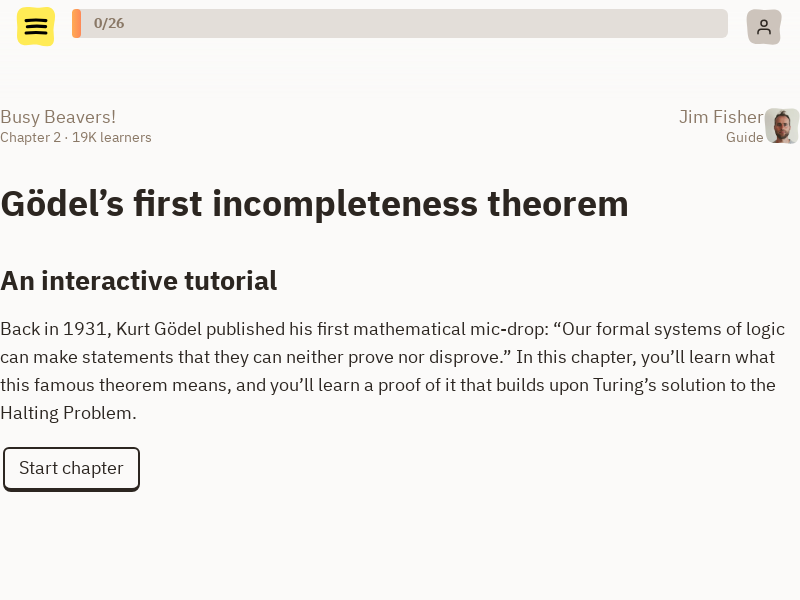 0/26
Busy Beavers!
Chapter 2 · 19K learners
Jim Fisher
Guide
Gödel’s first incompleteness theorem
An interactive tutorial
Back in 1931, Kurt Gödel published his first mathematical mic-drop: “Our formal systems of logic
can make statements that they can neither prove nor disprove.” In this chapter, you’ll learn what
this famous theorem means, and you’ll learn a proof of it that builds upon Turing’s solution to the
Halting Problem.
Start chapter